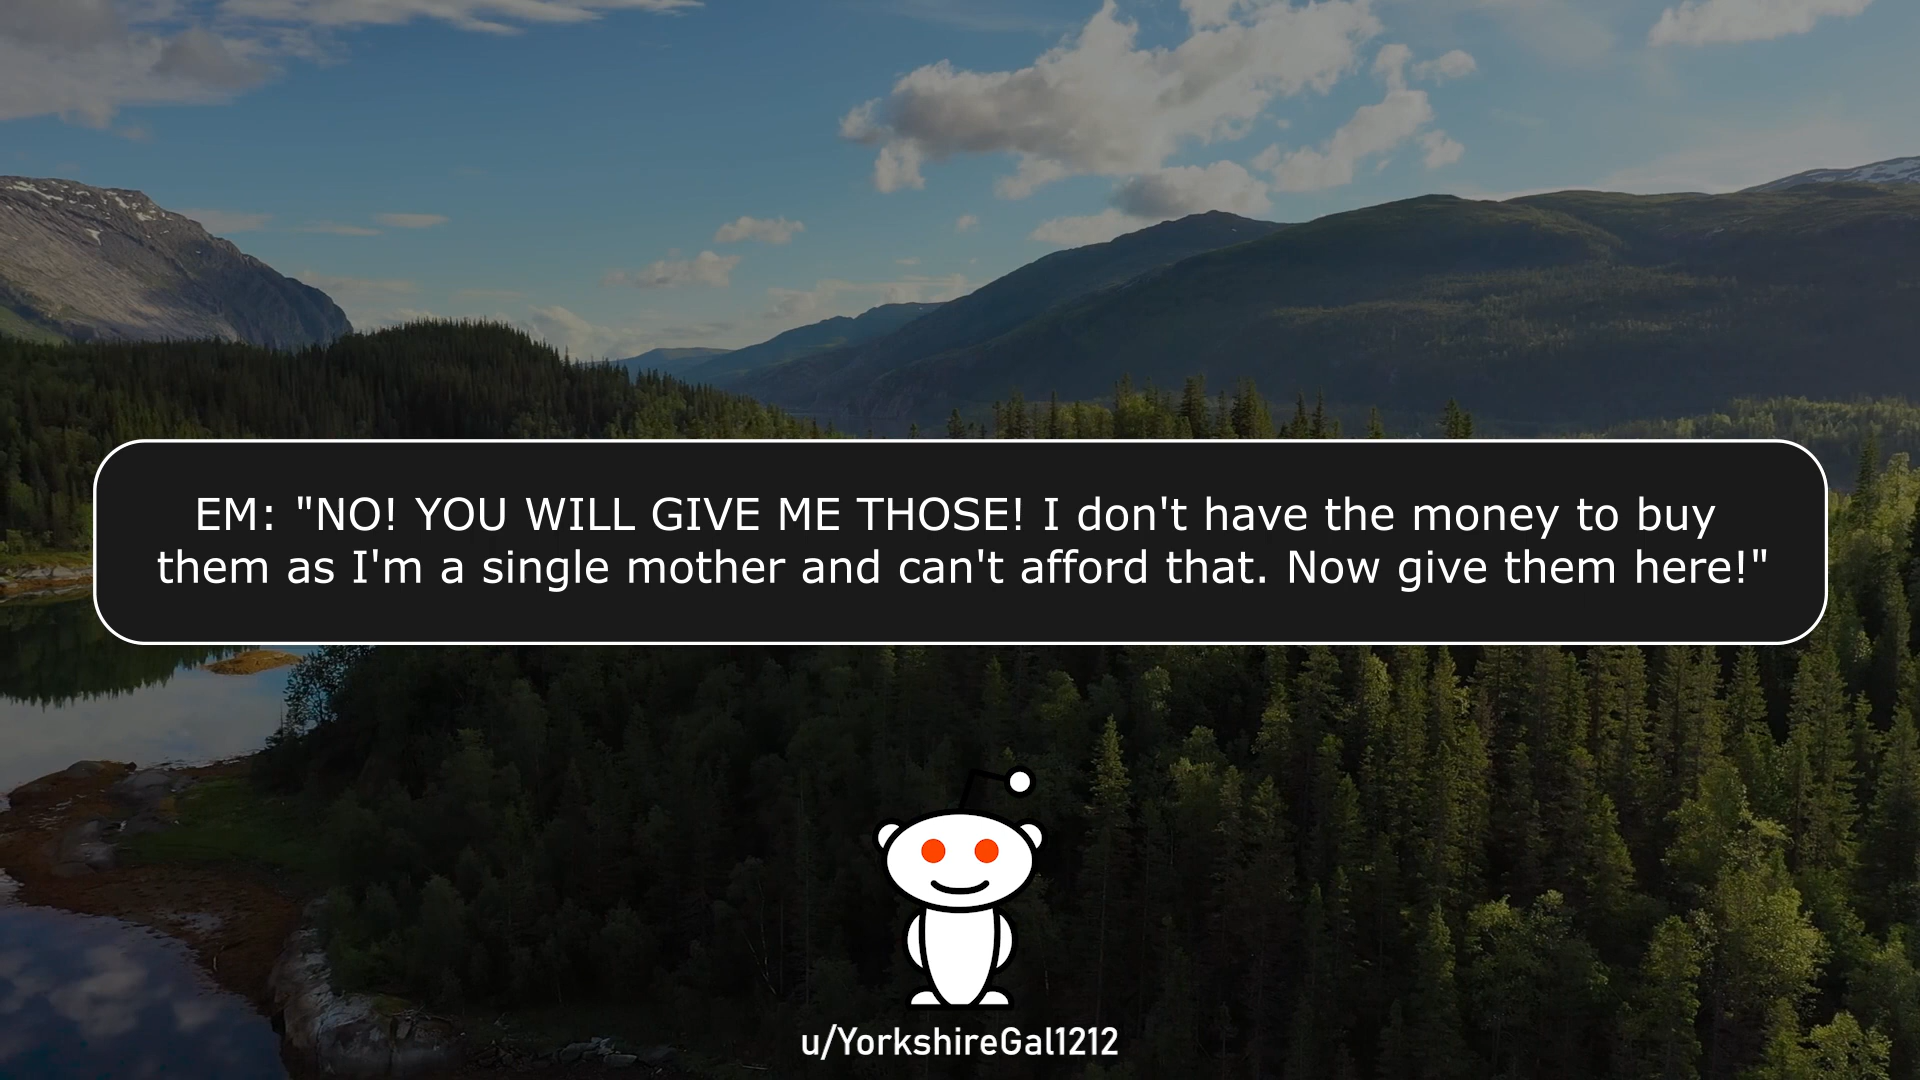 EM: "NO! YOU WILL GIVE ME THOSE! I don't have the money to buy
them as I'm a single mother and can't afford that. Now give them here!"
u/YorkshireGal1212